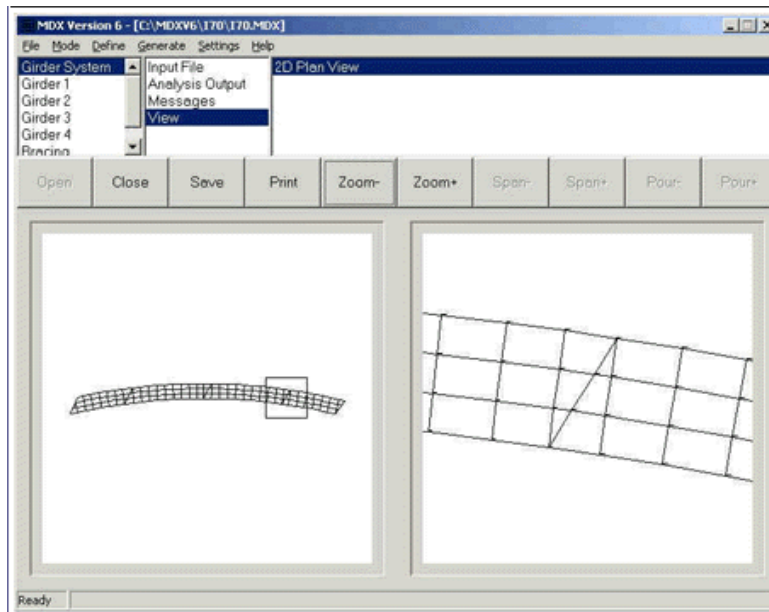 MDX Version 6 - [C:\MDXV6\I70\I70.MDX]
File Mode Define Generate Settings Help
Girder System Input File 2D Plan View
Girder 1 Analysis Output
Girder 2 Messages
Girder 3 View
Girder 4
Bracing
Open Close Save Print Zoom- Zoom+ Span- Span+ Pour- Pour+
Ready